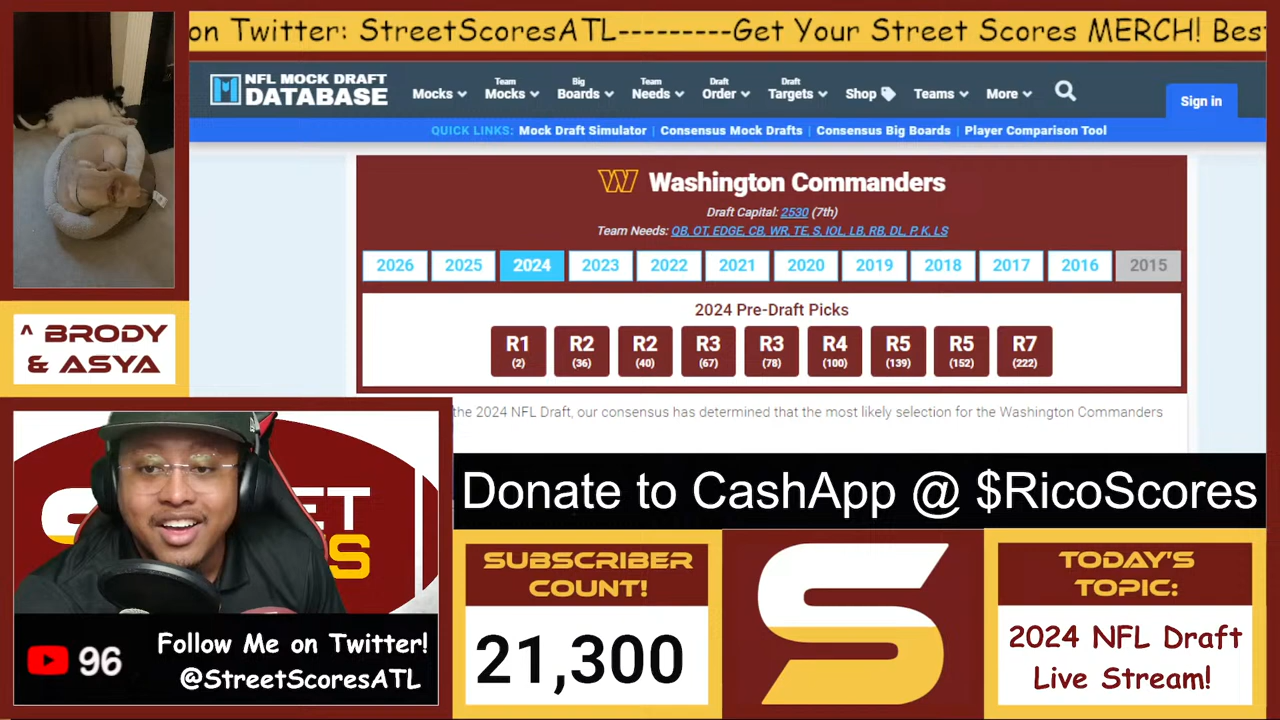 on Twitter: StreetScoresATL---------Get Your Street Scores MERCH! Best
NFL MOCK DRAFT
DATABASE
Mocks
Team
Mocks
Big
Boards
Team
Needs
Draft
Order
Draft
Targets
Shop
Teams
More
Sign in
QUICK LINKS: Mock Draft Simulator | Consensus Mock Drafts | Consensus Big Boards | Player Comparison Tool
W Washington Commanders
Draft Capital: 2530 (7th)
Team Needs: QB, OT, EDGE, CB, WR, TE, S, IOL, LB, RB, DL, P, K, LS
2026 2025 2024 2023 2022 2021 2020 2019 2018 2017 2016 2015
2024 Pre-Draft Picks
R1 R2 R2 R3 R3 R4 R5 R5 R7
(2) (36) (40) (67) (78) (100) (139) (152) (222)
the 2024 NFL Draft, our consensus has determined that the most likely selection for the Washington Commanders
^ BRODY
& ASYA
Donate to CashApp @ $RicoScores
SUBSCRIBER
COUNT!
21,300
S
TODAY'S
TOPIC:
2024 NFL Draft
Live Stream!
96
Follow Me on Twitter!
@StreetScoresATL